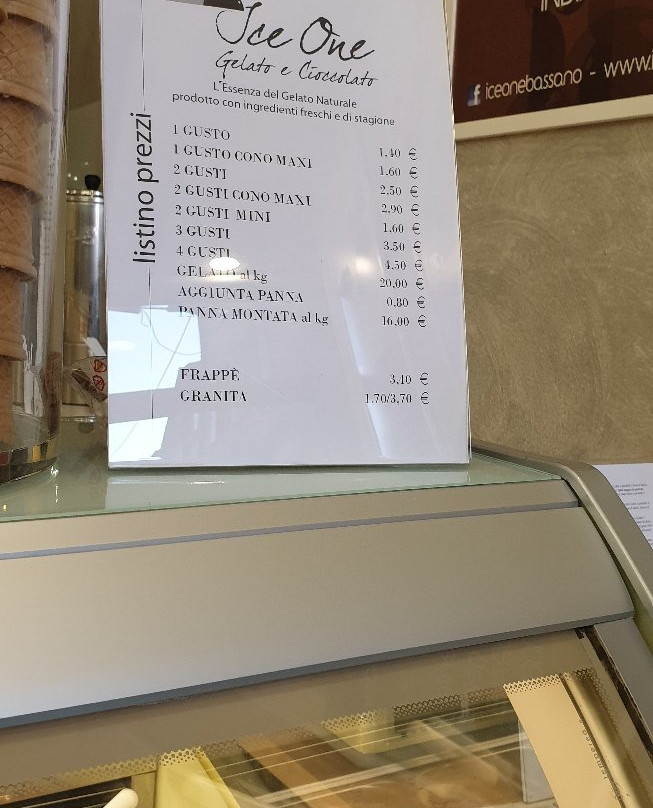 Ice One
Gelato e Cioccolato
L'Essenza del Gelato Naturale
prodotto con ingredienti freschi e di stagione
listino prezzi
1 GUSTO 1.40 €
1 GUSTO CONO MAXI 1.60 €
2 GUSTI 2.50 €
2 GUSTI CONO MAXI 2.90 €
2 GUSTI MINI 1.60 €
3 GUSTI 3.50 €
4 GUSTI 4.50 €
GELATO al kg 20,00 €
AGGIUNTA PANNA 0,80 €
PANNA MONTATA al kg 16,00 €
FRAPPÈ 3,40 €
GRANITA 1,70/3,70 €
f iceonebassano - www.i